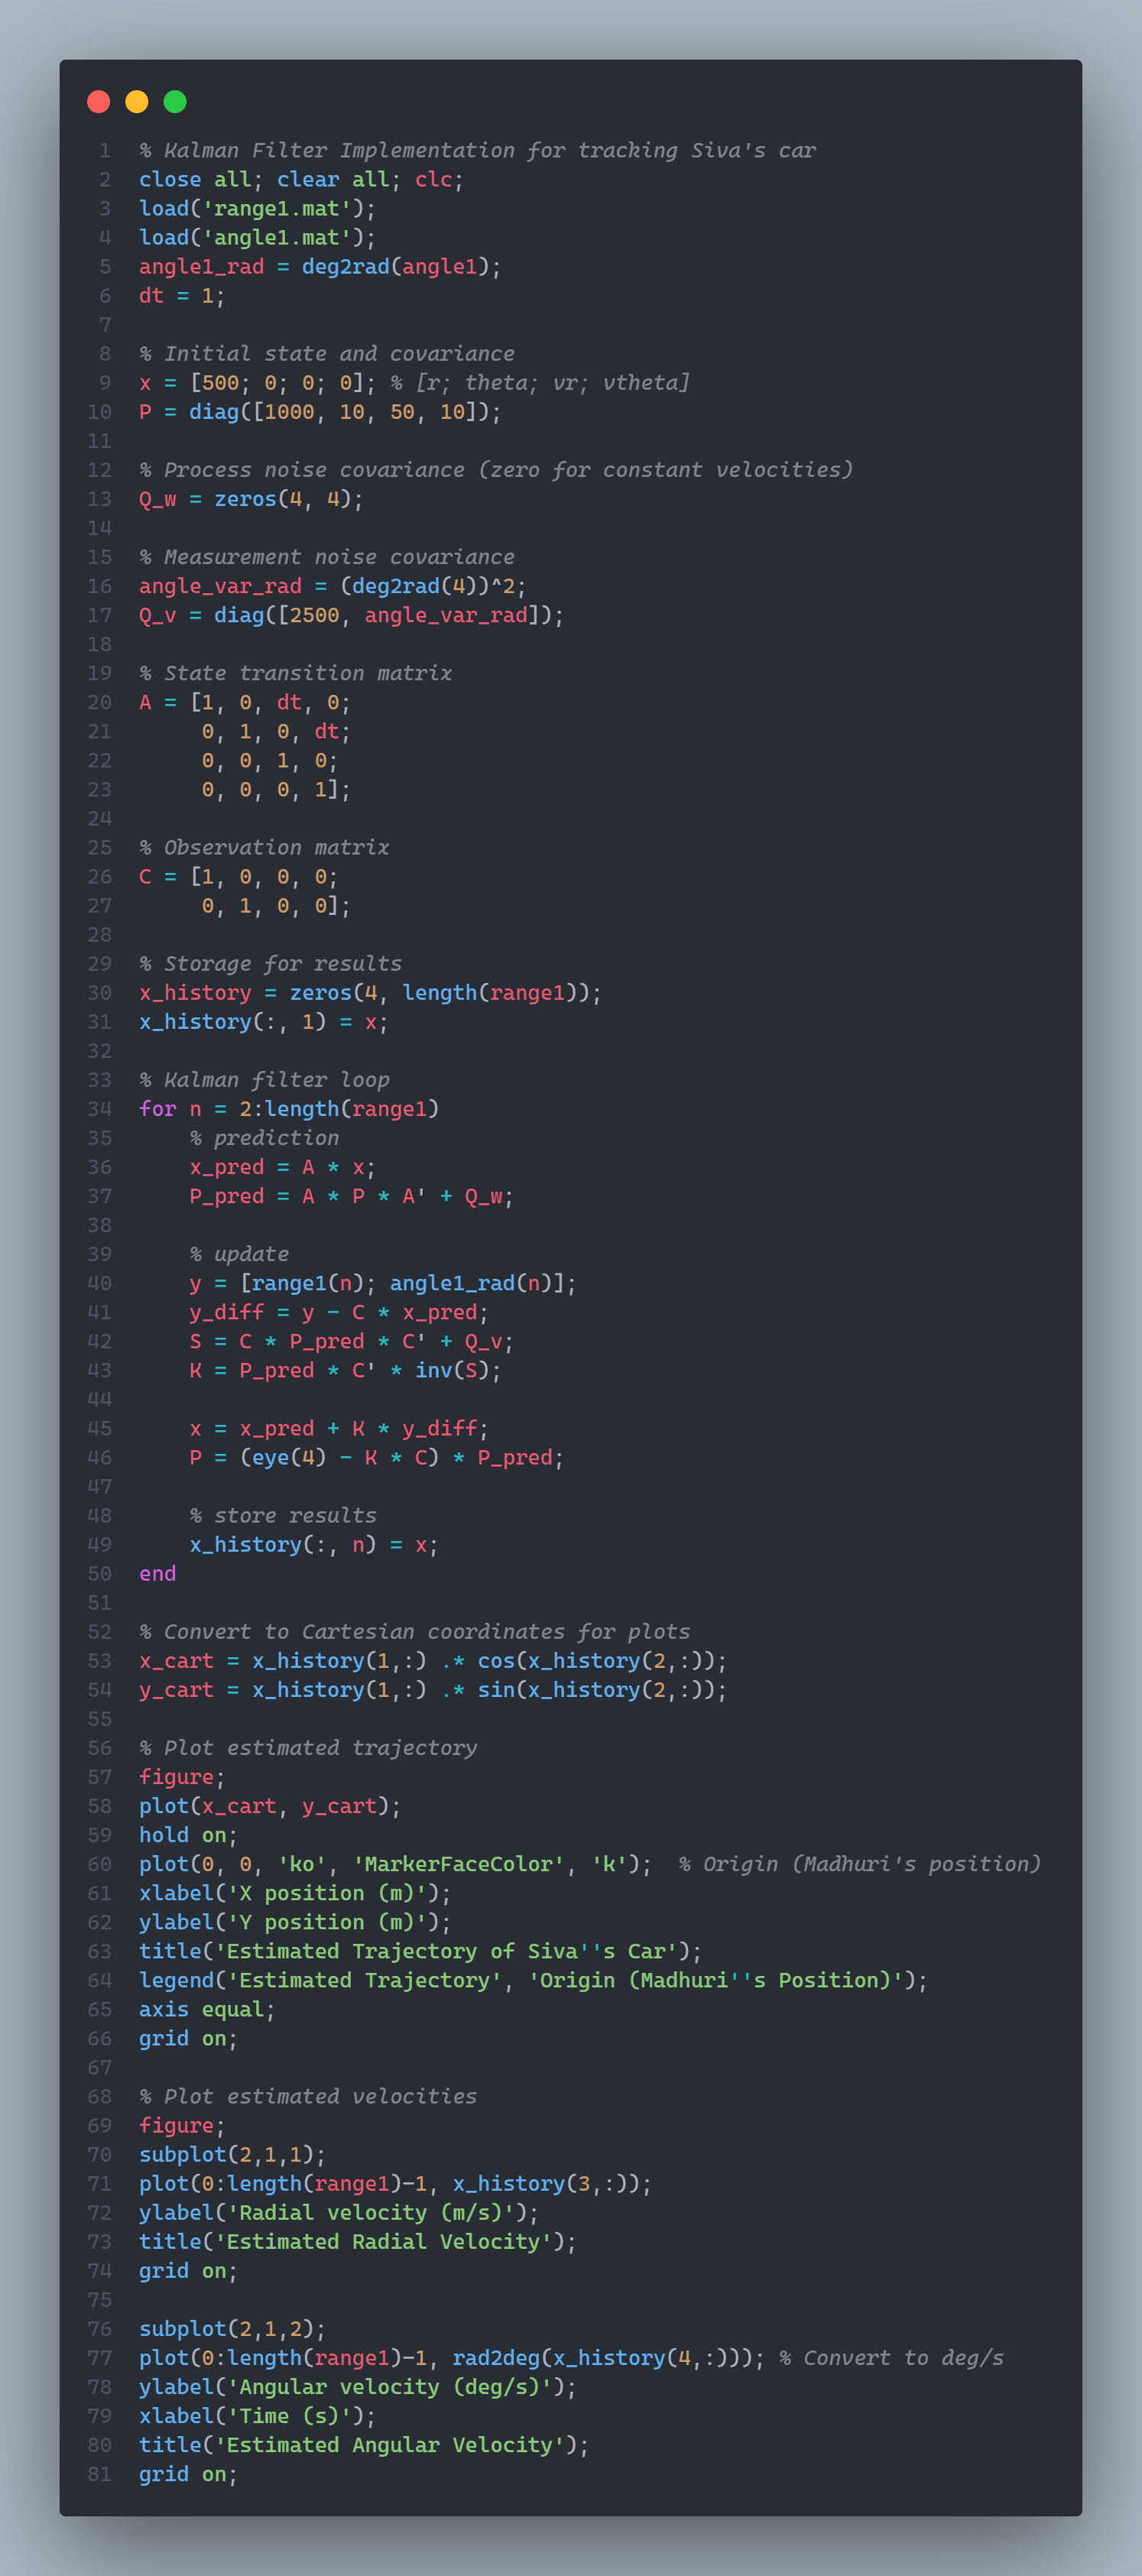 1 % Kalman Filter Implementation for tracking Siva's car
2 close all; clear all; clc;
3 load('range1.mat');
4 load('angle1.mat');
5 angle1_rad = deg2rad(angle1);
6 dt = 1;
7
8 % Initial state and covariance
9 x = [500; 0; 0; 0]; % [r; theta; vr; vtheta]
10 P = diag([1000, 10, 50, 10]);
11
12 % Process noise covariance (zero for constant velocities)
13 Q_w = zeros(4, 4);
14
15 % Measurement noise covariance
16 angle_var_rad = (deg2rad(4))^2;
17 Q_v = diag([2500, angle_var_rad]);
18
19 % State transition matrix
20 A = [1, 0, dt, 0;
21      0, 1, 0, dt;
22      0, 0, 1, 0;
23      0, 0, 0, 1];
24
25 % Observation matrix
26 C = [1, 0, 0, 0;
27      0, 1, 0, 0];
28
29 % Storage for results
30 x_history = zeros(4, length(range1));
31 x_history(:, 1) = x;
32
33 % Kalman filter loop
34 for n = 2:length(range1)
35     % prediction
36     x_pred = A * x;
37     P_pred = A * P * A' + Q_w;
38
39     % update
40     y = [range1(n); angle1_rad(n)];
41     y_diff = y - C * x_pred;
42     S = C * P_pred * C' + Q_v;
43     K = P_pred * C' * inv(S);
44
45     x = x_pred + K * y_diff;
46     P = (eye(4) - K * C) * P_pred;
47
48     % store results
49     x_history(:, n) = x;
50 end
51
52 % Convert to Cartesian coordinates for plots
53 x_cart = x_history(1,:) .* cos(x_history(2,:));
54 y_cart = x_history(1,:) .* sin(x_history(2,:));
55
56 % Plot estimated trajectory
57 figure;
58 plot(x_cart, y_cart);
59 hold on;
60 plot(0, 0, 'ko', 'MarkerFaceColor', 'k');  % Origin (Madhuri's position)
61 xlabel('X position (m)');
62 ylabel('Y position (m)');
63 title('Estimated Trajectory of Siva''s Car');
64 legend('Estimated Trajectory', 'Origin (Madhuri''s Position)');
65 axis equal;
66 grid on;
67
68 % Plot estimated velocities
69 figure;
70 subplot(2,1,1);
71 plot(0:length(range1)-1, x_history(3,:));
72 ylabel('Radial velocity (m/s)');
73 title('Estimated Radial Velocity');
74 grid on;
75
76 subplot(2,1,2);
77 plot(0:length(range1)-1, rad2deg(x_history(4,:))); % Convert to deg/s
78 ylabel('Angular velocity (deg/s)');
79 xlabel('Time (s)');
80 title('Estimated Angular Velocity');
81 grid on;